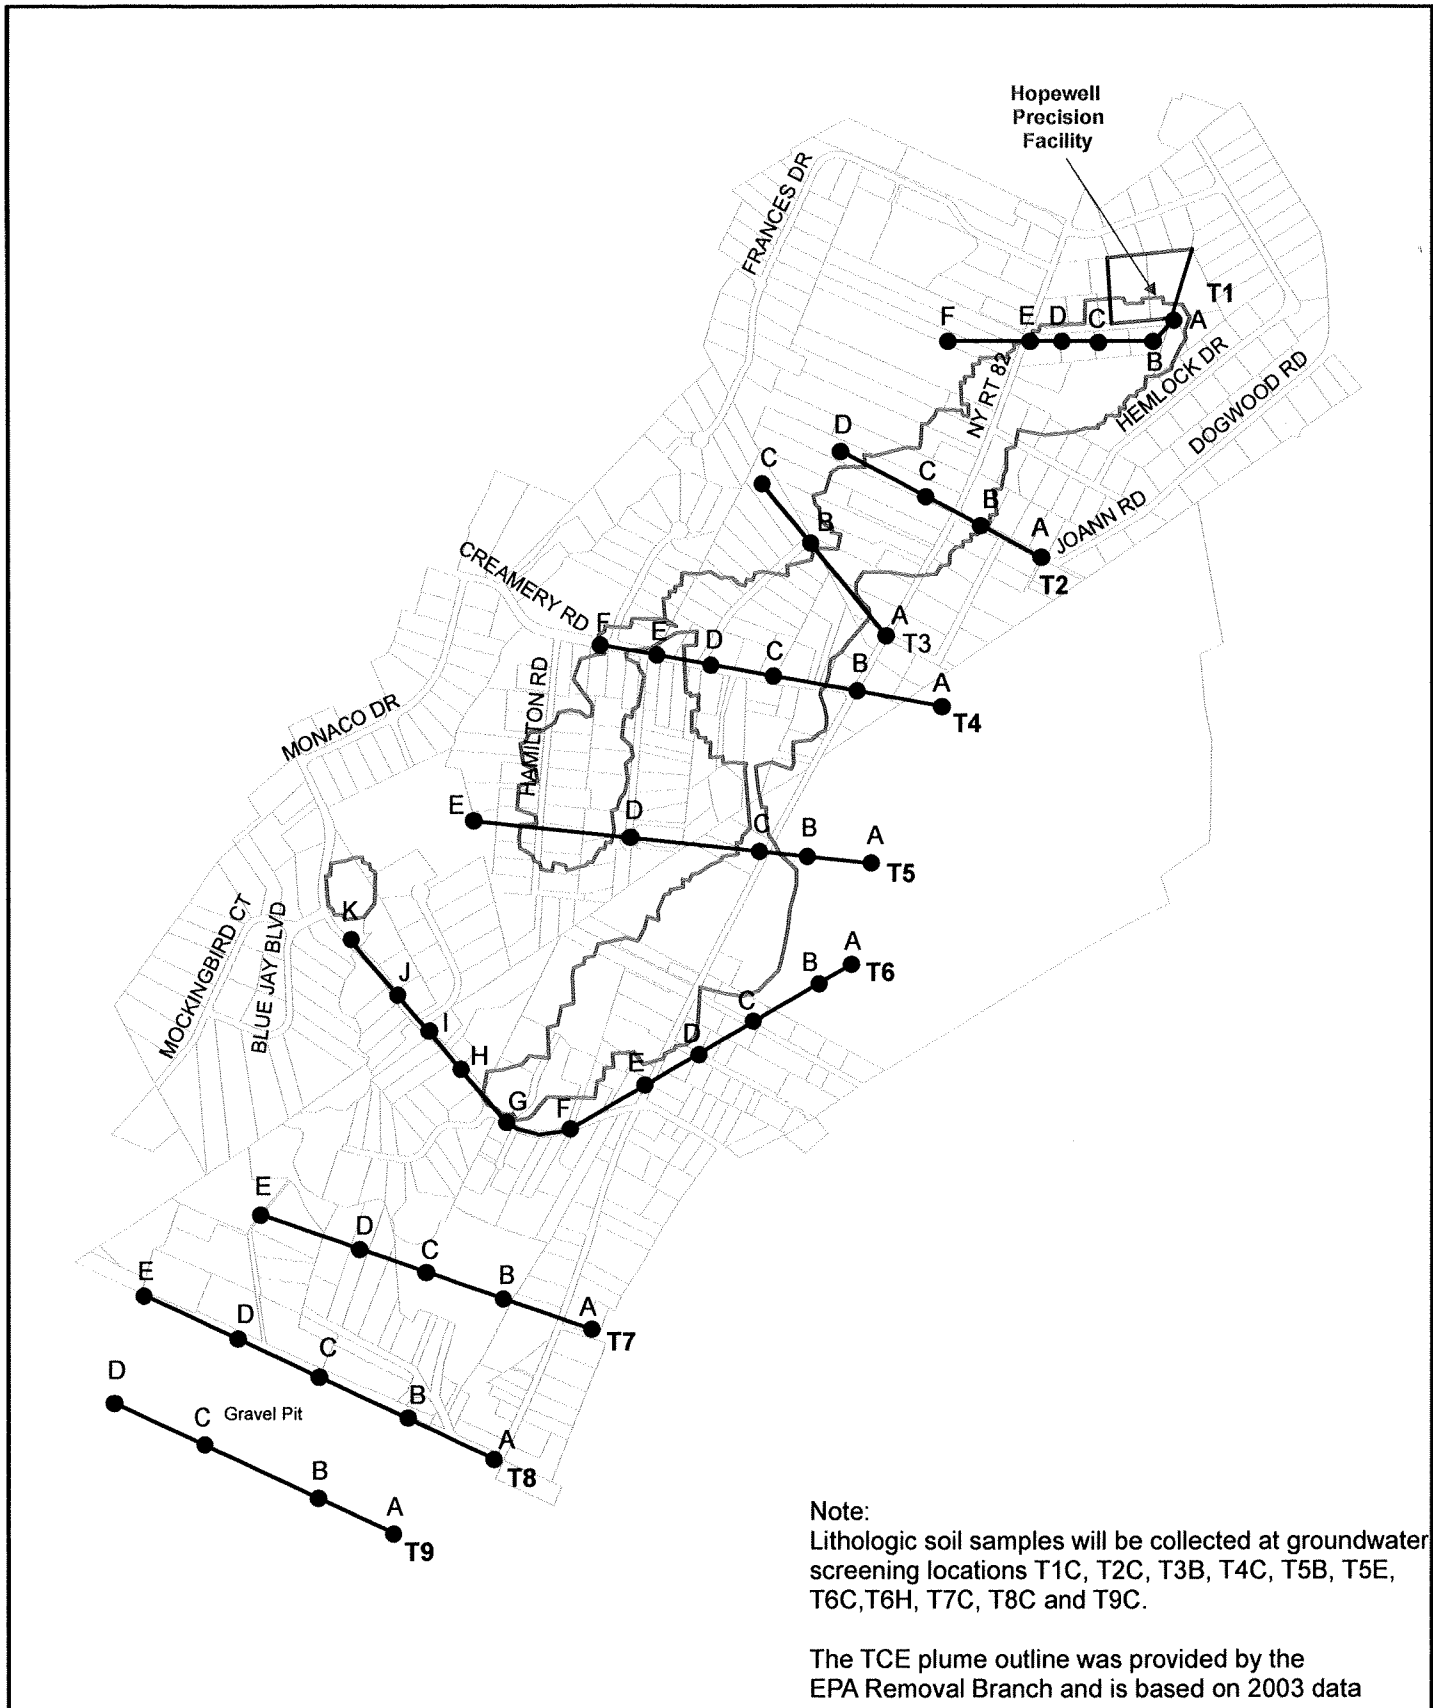 Hopewell
Precision
Facility
FRANCES DR
T1
F
E
D
C
A
B
NY RT 82
HEMLOCK DR
DOGWOOD RD
D
C
B
A
JOANN RD
T2
C
B
A
T3
CREAMERY RD
F
E
D
C
B
A
T4
HAMILTON RD
MONACO DR
E
D
C
B
A
T5
MOCKINGBIRD CT
BLUE JAY BLVD
K
J
I
H
G
F
E
D
C
B
A
T6
E
D
C
B
A
T7
E
D
C
B
A
T8
D
C
Gravel Pit
B
A
T9
Note:
Lithologic soil samples will be collected at groundwater
screening locations T1C, T2C, T3B, T4C, T5B, T5E,
T6C,T6H, T7C, T8C and T9C.
The TCE plume outline was provided by the
EPA Removal Branch and is based on 2003 data